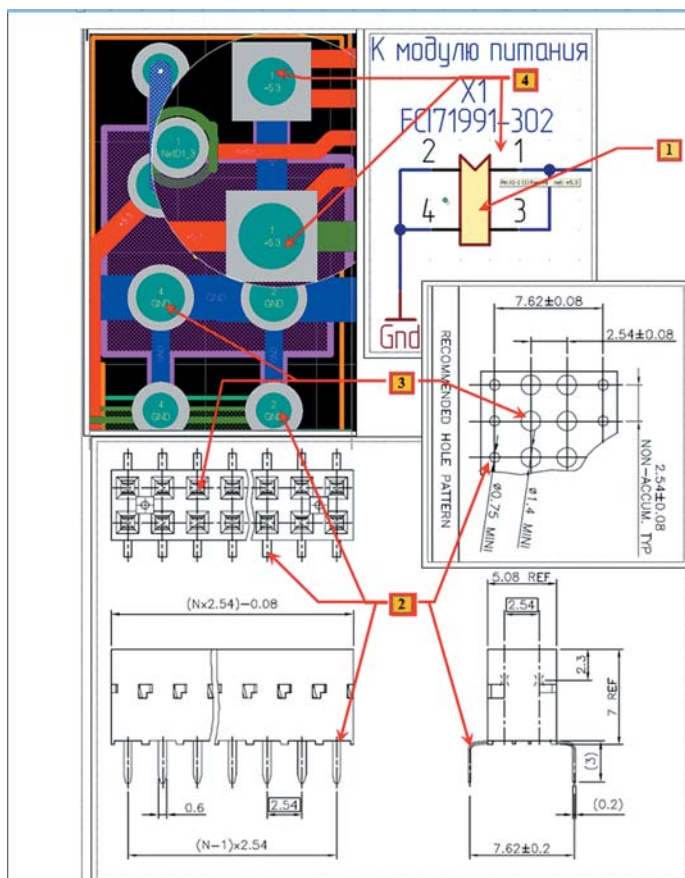 1
+5.3
NetD1_3
1
+5.3
4
GND
2
GND
GND
4
GND
2
GND
К модулю питания
X1
FCI71991-302
2
1
4
3
Gnd
4
1
3
2
7.62±0.08
2.54±0.08
RECOMMENDED HOLE PATTERN
2.54±0.08
NON-ACCUM. TYP
ø1.4 MINI
ø0.75 MINI
(Nx2.54)-0.08
5.08 REF
2.54
2.3
7 REF
(3)
0.6
2.54
(0.2)
(N-1)x2.54
7.62±0.2